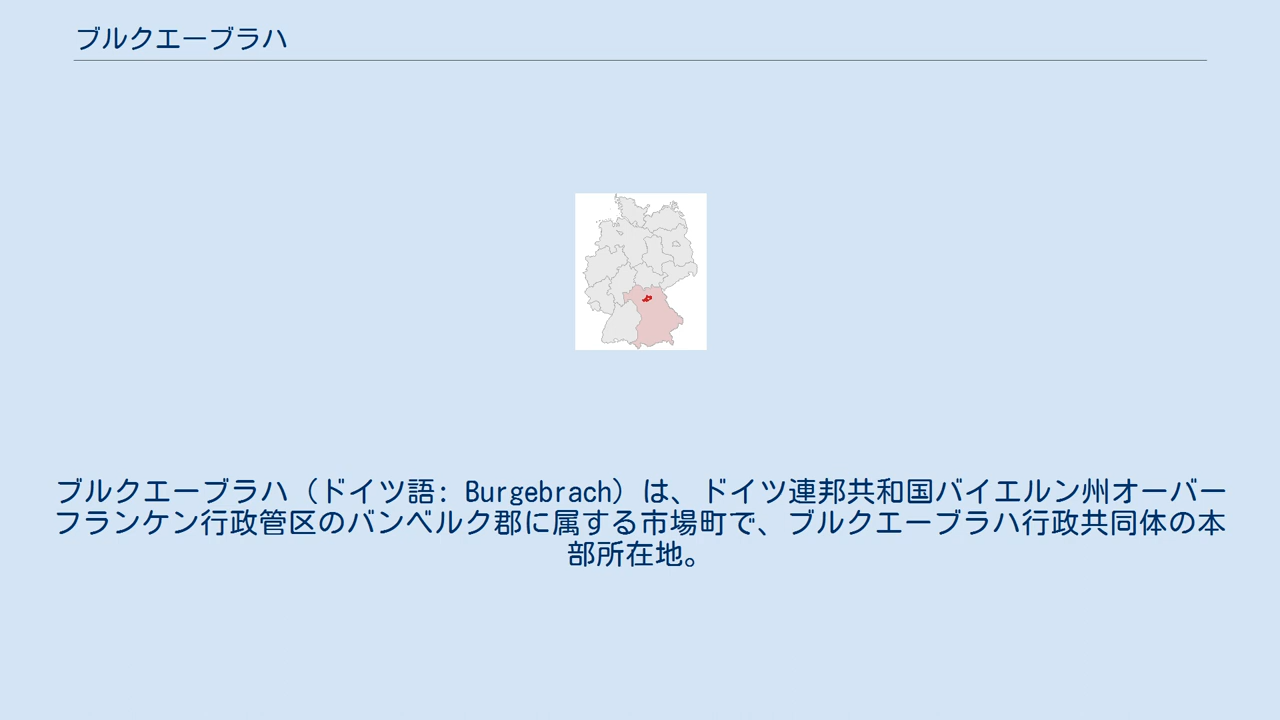 ブルクエーブラハ
ブルクエーブラハ（ドイツ語: Burgebrach）は、ドイツ連邦共和国バイエルン州オーバー
フランケン行政管区のバンベルク郡に属する市場町で、ブルクエーブラハ行政共同体の本
部所在地。